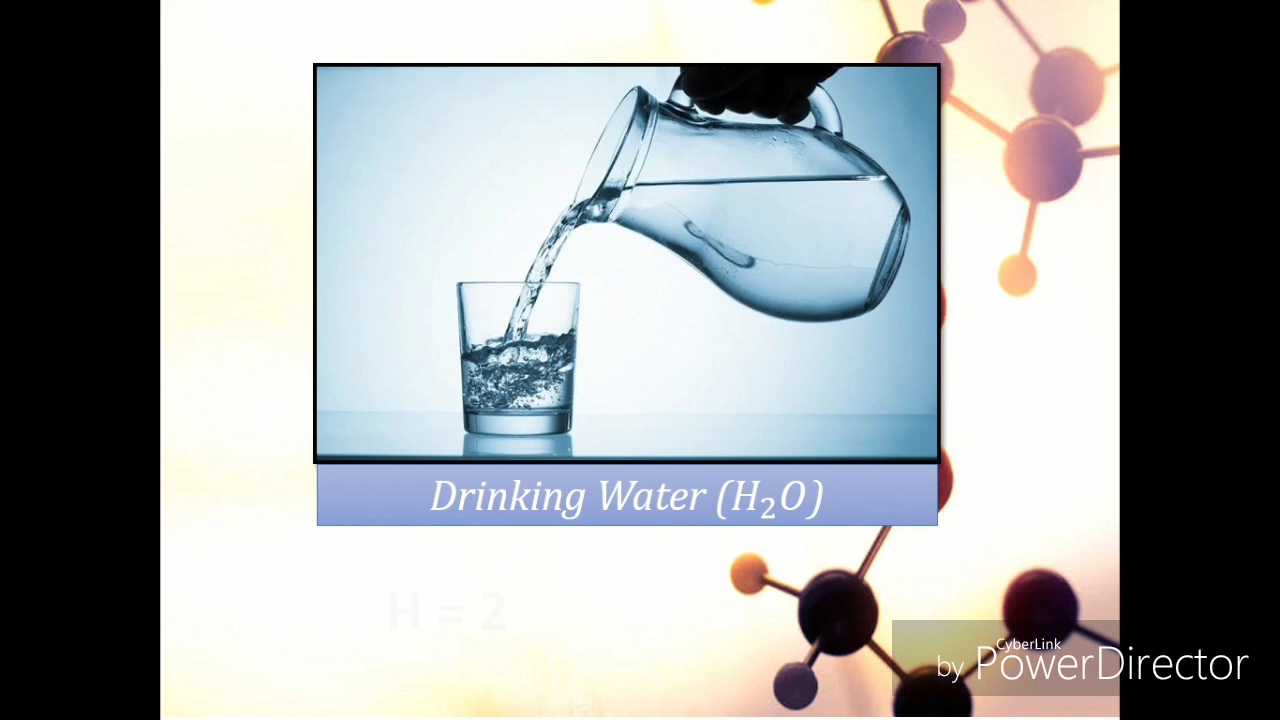 Drinking Water (H₂O)
H = 2
CyberLink
by PowerDirector